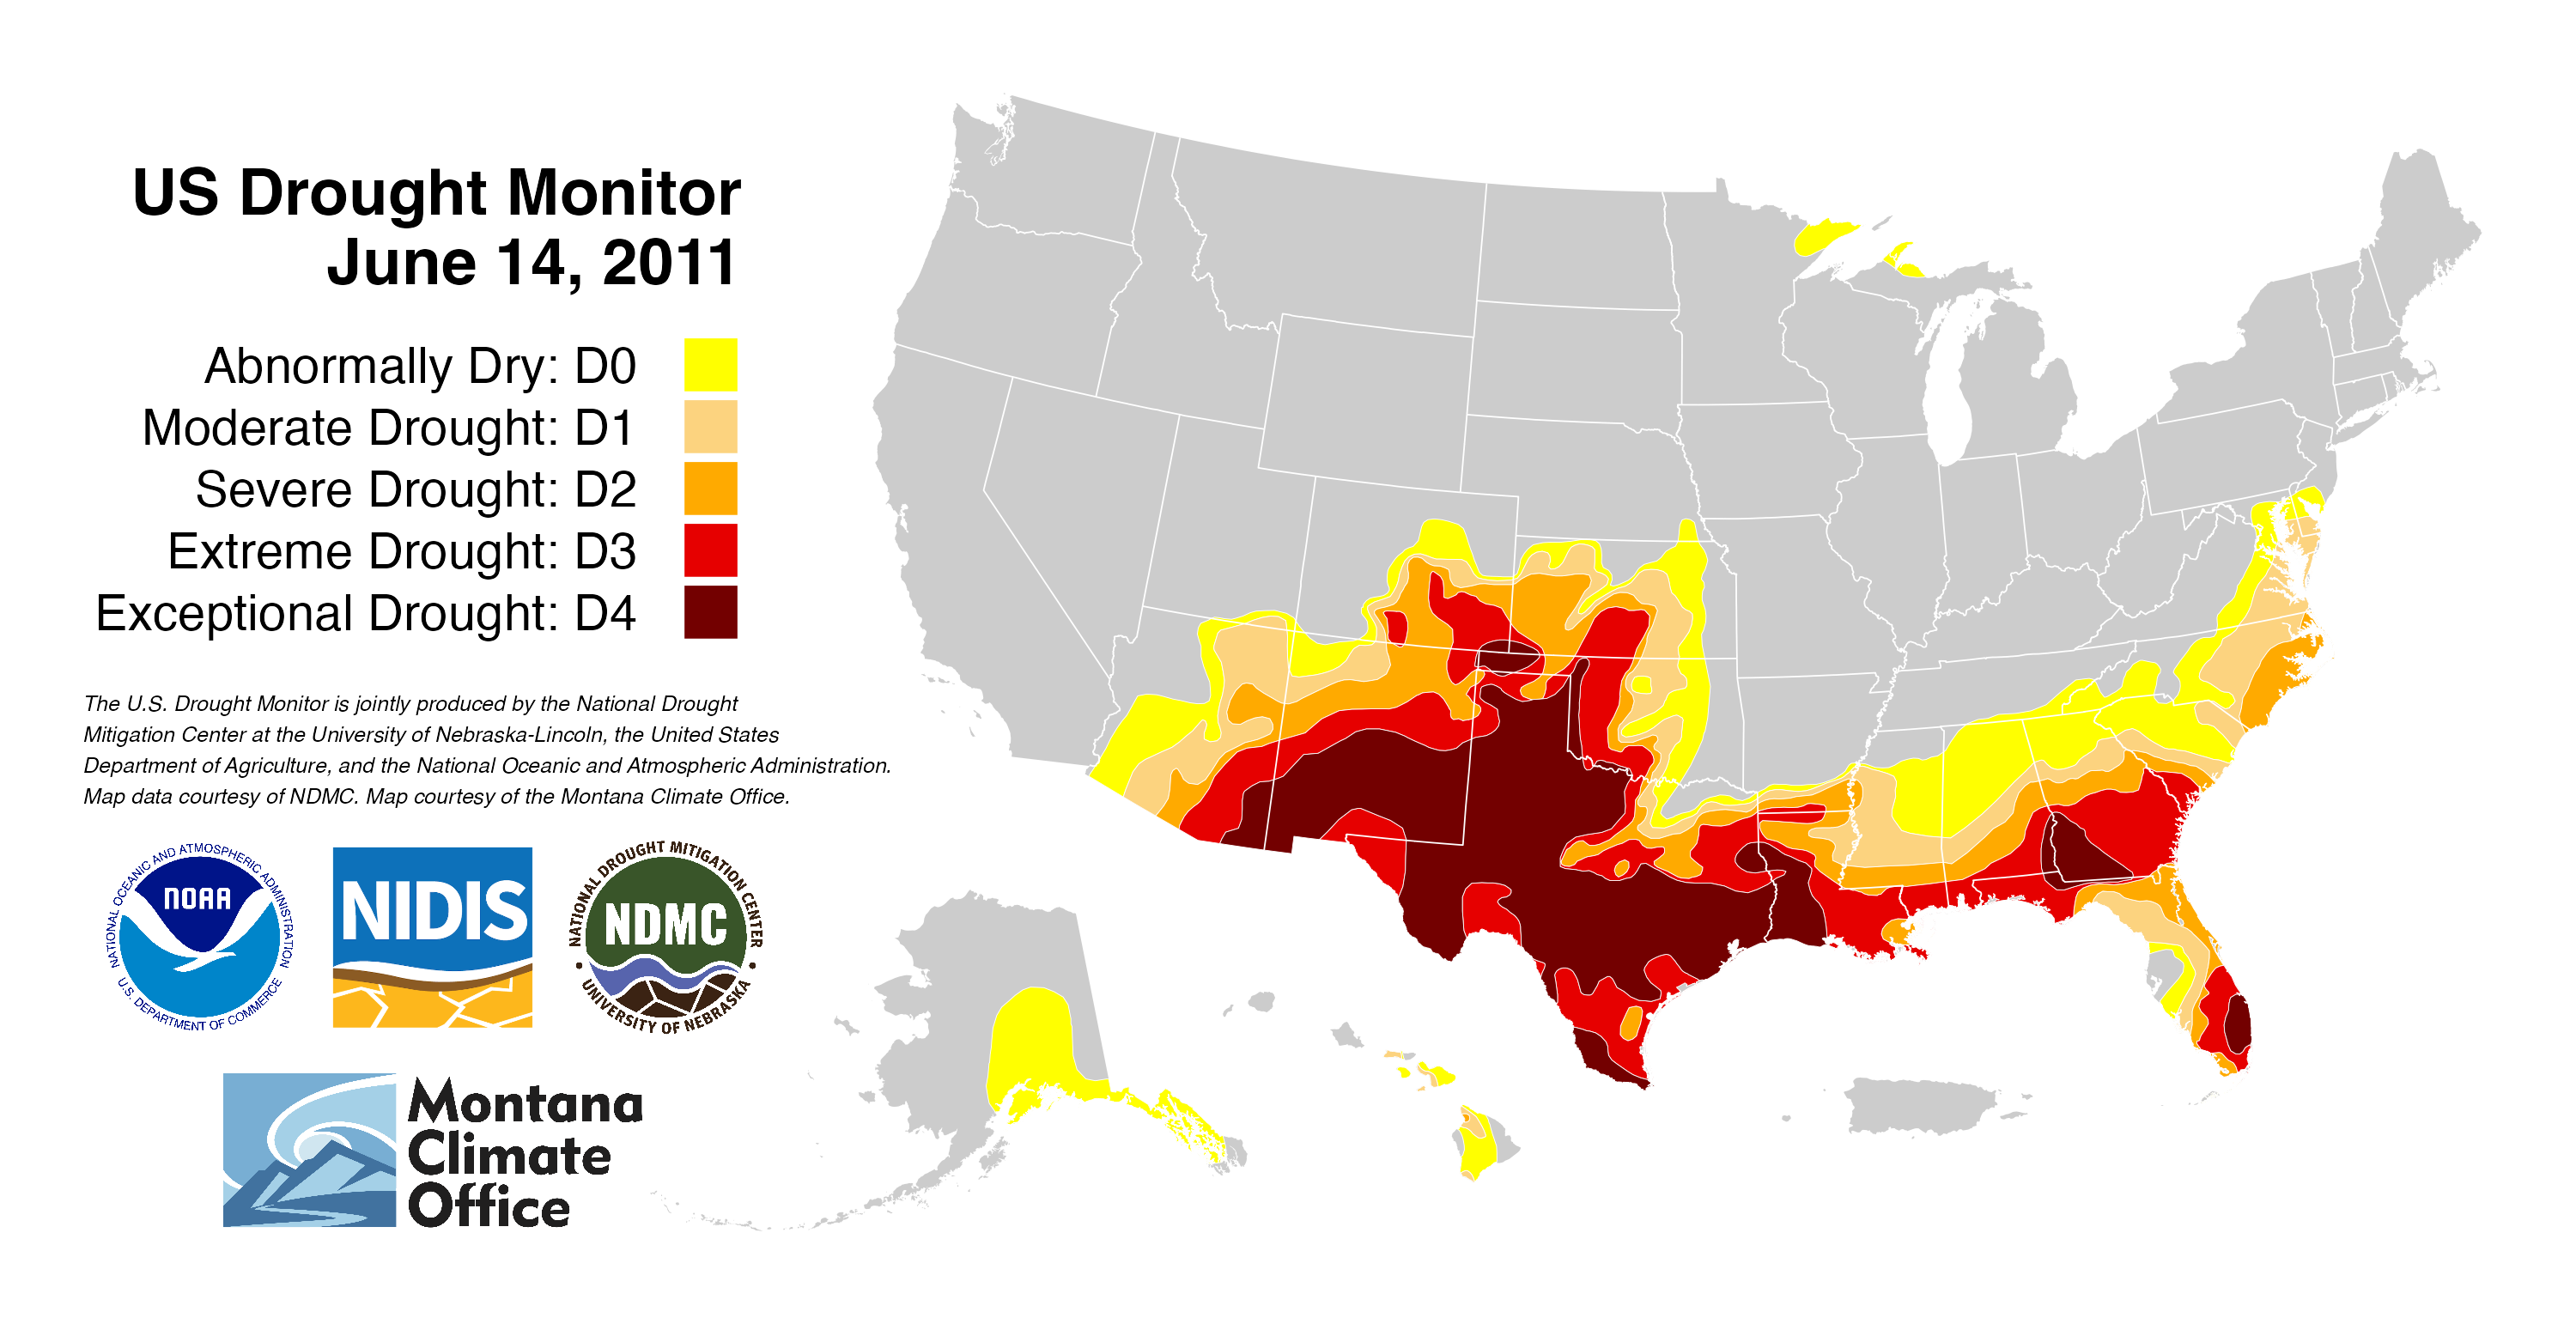 US Drought Monitor
June 14, 2011
Abnormally Dry: D0
Moderate Drought: D1
Severe Drought: D2
Extreme Drought: D3
Exceptional Drought: D4
The U.S. Drought Monitor is jointly produced by the National Drought
Mitigation Center at the University of Nebraska-Lincoln, the United States
Department of Agriculture, and the National Oceanic and Atmospheric Administration.
Map data courtesy of NDMC. Map courtesy of the Montana Climate Office.
NATIONAL OCEANIC AND ATMOSPHERIC ADMINISTRATION
NOAA
U.S. DEPARTMENT OF COMMERCE
NIDIS
NATIONAL DROUGHT MITIGATION CENTER
NDMC
UNIVERSITY OF NEBRASKA
Montana
Climate
Office